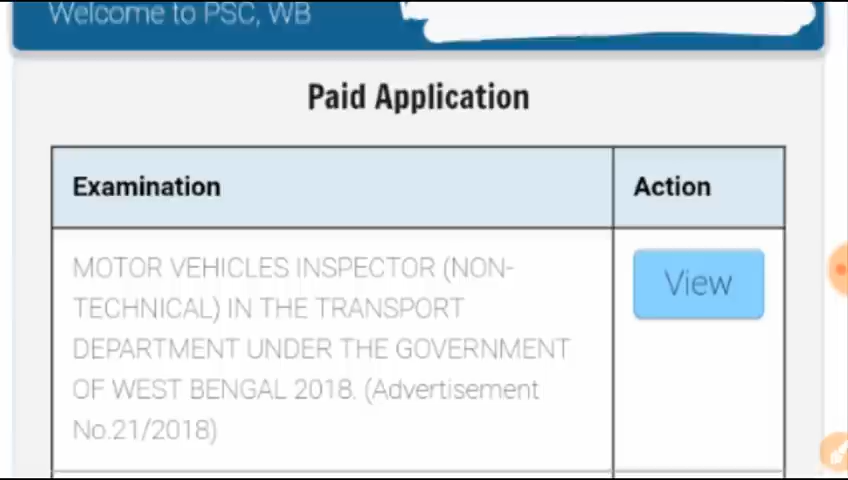 Welcome to PSC, WB
Paid Application
Examination
Action
MOTOR VEHICLES INSPECTOR (NON-
TECHNICAL) IN THE TRANSPORT
DEPARTMENT UNDER THE GOVERNMENT
OF WEST BENGAL 2018. (Advertisement
No.21/2018)
View